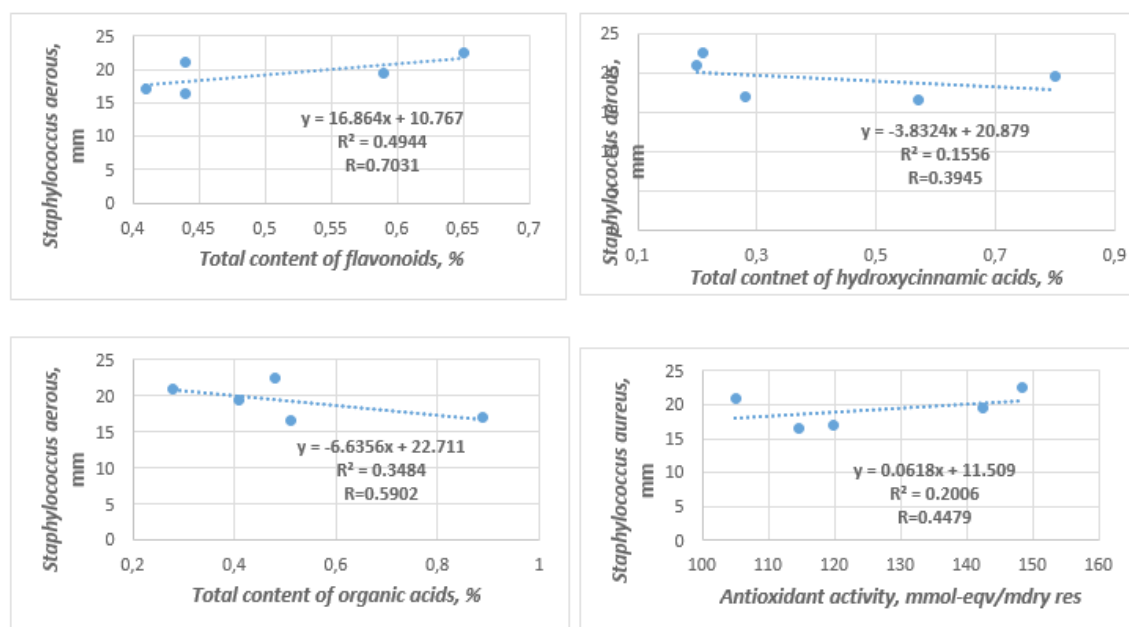 Staphylococcus aerous,
mm
25
20
15
10
5
0
y = 16.864x + 10.767
R² = 0.4944
R=0.7031
0,4 0,45 0,5 0,55 0,6 0,65 0,7
Total content of flavonoids, %
Staphylococcus aerous,
mm
25
y = -3.8324x + 20.879
R² = 0.1556
R=0.3945
0,1 0,3 0,5 0,7 0,9
Total contnet of hydroxycinnamic acids, %
Staphylococcus aerous,
mm
25
20
15
10
5
0
y = -6.6356x + 22.711
R² = 0.3484
R=0.5902
0,2 0,4 0,6 0,8 1
Total content of organic acids, %
Staphylococcus aureus,
mm
25
20
15
10
5
0
y = 0.0618x + 11.509
R² = 0.2006
R=0.4479
100 110 120 130 140 150 160
Antioxidant activity, mmol-eqv/mdry res